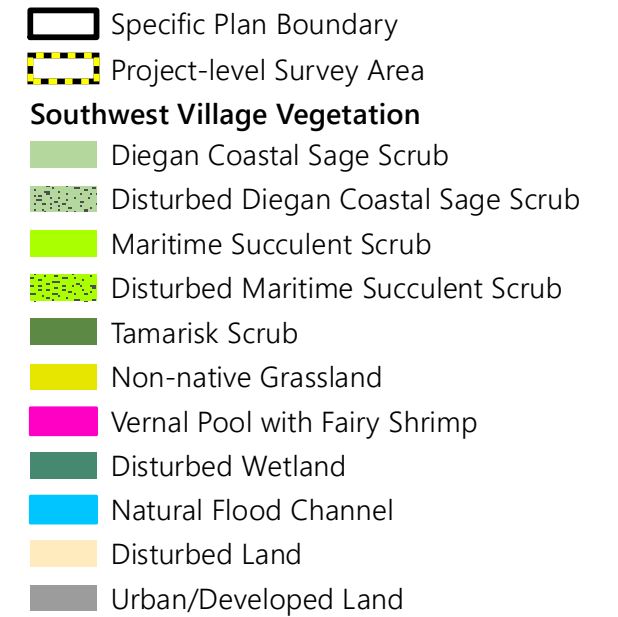 Specific Plan Boundary
Project-level Survey Area
Southwest Village Vegetation
Diegan Coastal Sage Scrub
Disturbed Diegan Coastal Sage Scrub
Maritime Succulent Scrub
Disturbed Maritime Succulent Scrub
Tamarisk Scrub
Non-native Grassland
Vernal Pool with Fairy Shrimp
Disturbed Wetland
Natural Flood Channel
Disturbed Land
Urban/Developed Land